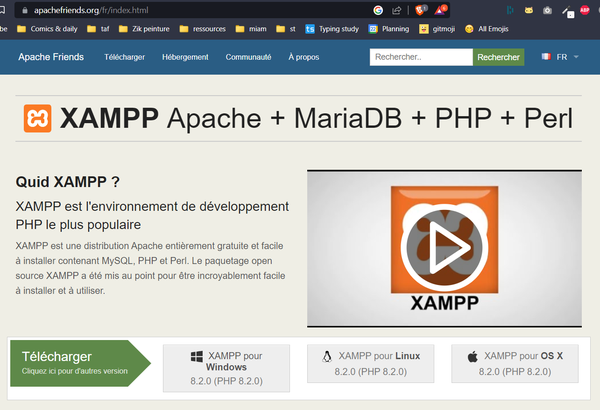 apachefriends.org/fr/index.html
be
Comics & daily
taf
Zik peinture
ressources
miam
st
ts
Typing study
Planning
gitmoji
All Emojis
Apache Friends
Télécharger
Hébergement
Communauté
À propos
Rechercher..
Rechercher
FR
XAMPP Apache + MariaDB + PHP + Perl
Quid XAMPP ?
XAMPP est l'environnement de développement
PHP le plus populaire
XAMPP est une distribution Apache entièrement gratuite et facile
à installer contenant MySQL, PHP et Perl. Le paquetage open
source XAMPP a été mis au point pour être incroyablement facile
à installer et à utiliser.
XAMPP
Télécharger
Cliquez ici pour d'autres version
XAMPP pour
Windows
8.2.0 (PHP 8.2.0)
XAMPP pour Linux
8.2.0 (PHP 8.2.0)
XAMPP pour OS X
8.2.0 (PHP 8.2.0)